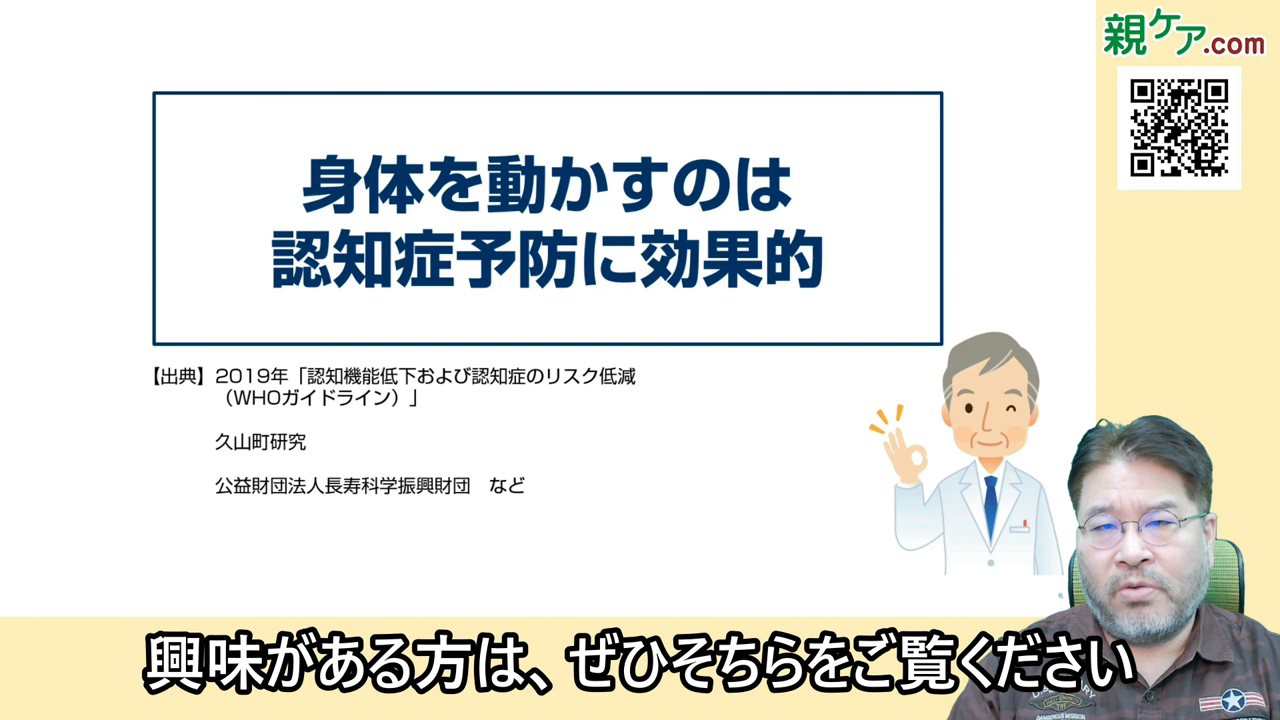 親ケア.com
身体を動かすのは
認知症予防に効果的
【出典】2019年「認知機能低下および認知症のリスク低減
（WHOガイドライン）」
久山町研究
公益財団法人長寿科学振興財団　など
興味がある方は、ぜひそちらをご覧ください